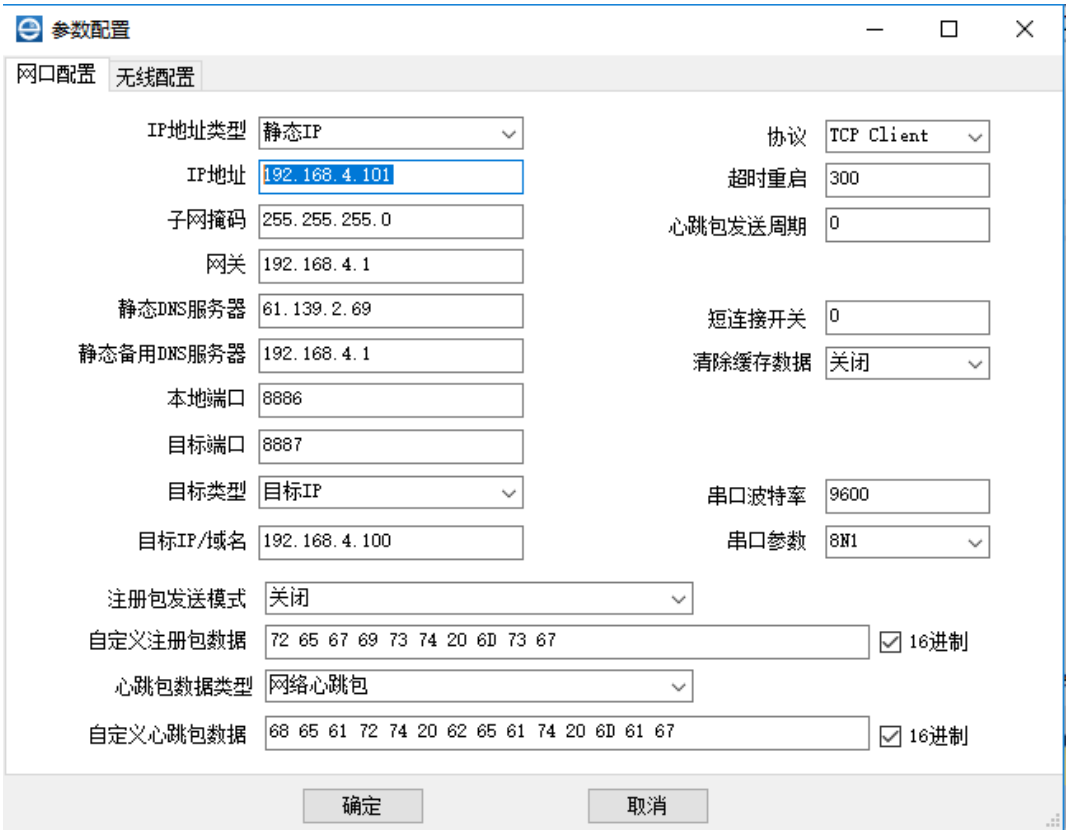 参数配置
网口配置 无线配置
IP地址类型 静态IP 协议 TCP Client
IP地址 192.168.4.101 超时重启 300
子网掩码 255.255.255.0 心跳包发送周期 0
网关 192.168.4.1
静态DNS服务器 61.139.2.69 短连接开关 0
静态备用DNS服务器 192.168.4.1 清除缓存数据 关闭
本地端口 8886
目标端口 8887
目标类型 目标IP 串口波特率 9600
目标IP/域名 192.168.4.100 串口参数 8N1
注册包发送模式 关闭
自定义注册包数据 72 65 67 69 73 74 20 6D 73 67 16进制
心跳包数据类型 网络心跳包
自定义心跳包数据 68 65 61 72 74 20 62 65 61 74 20 6D 61 67 16进制
确定 取消